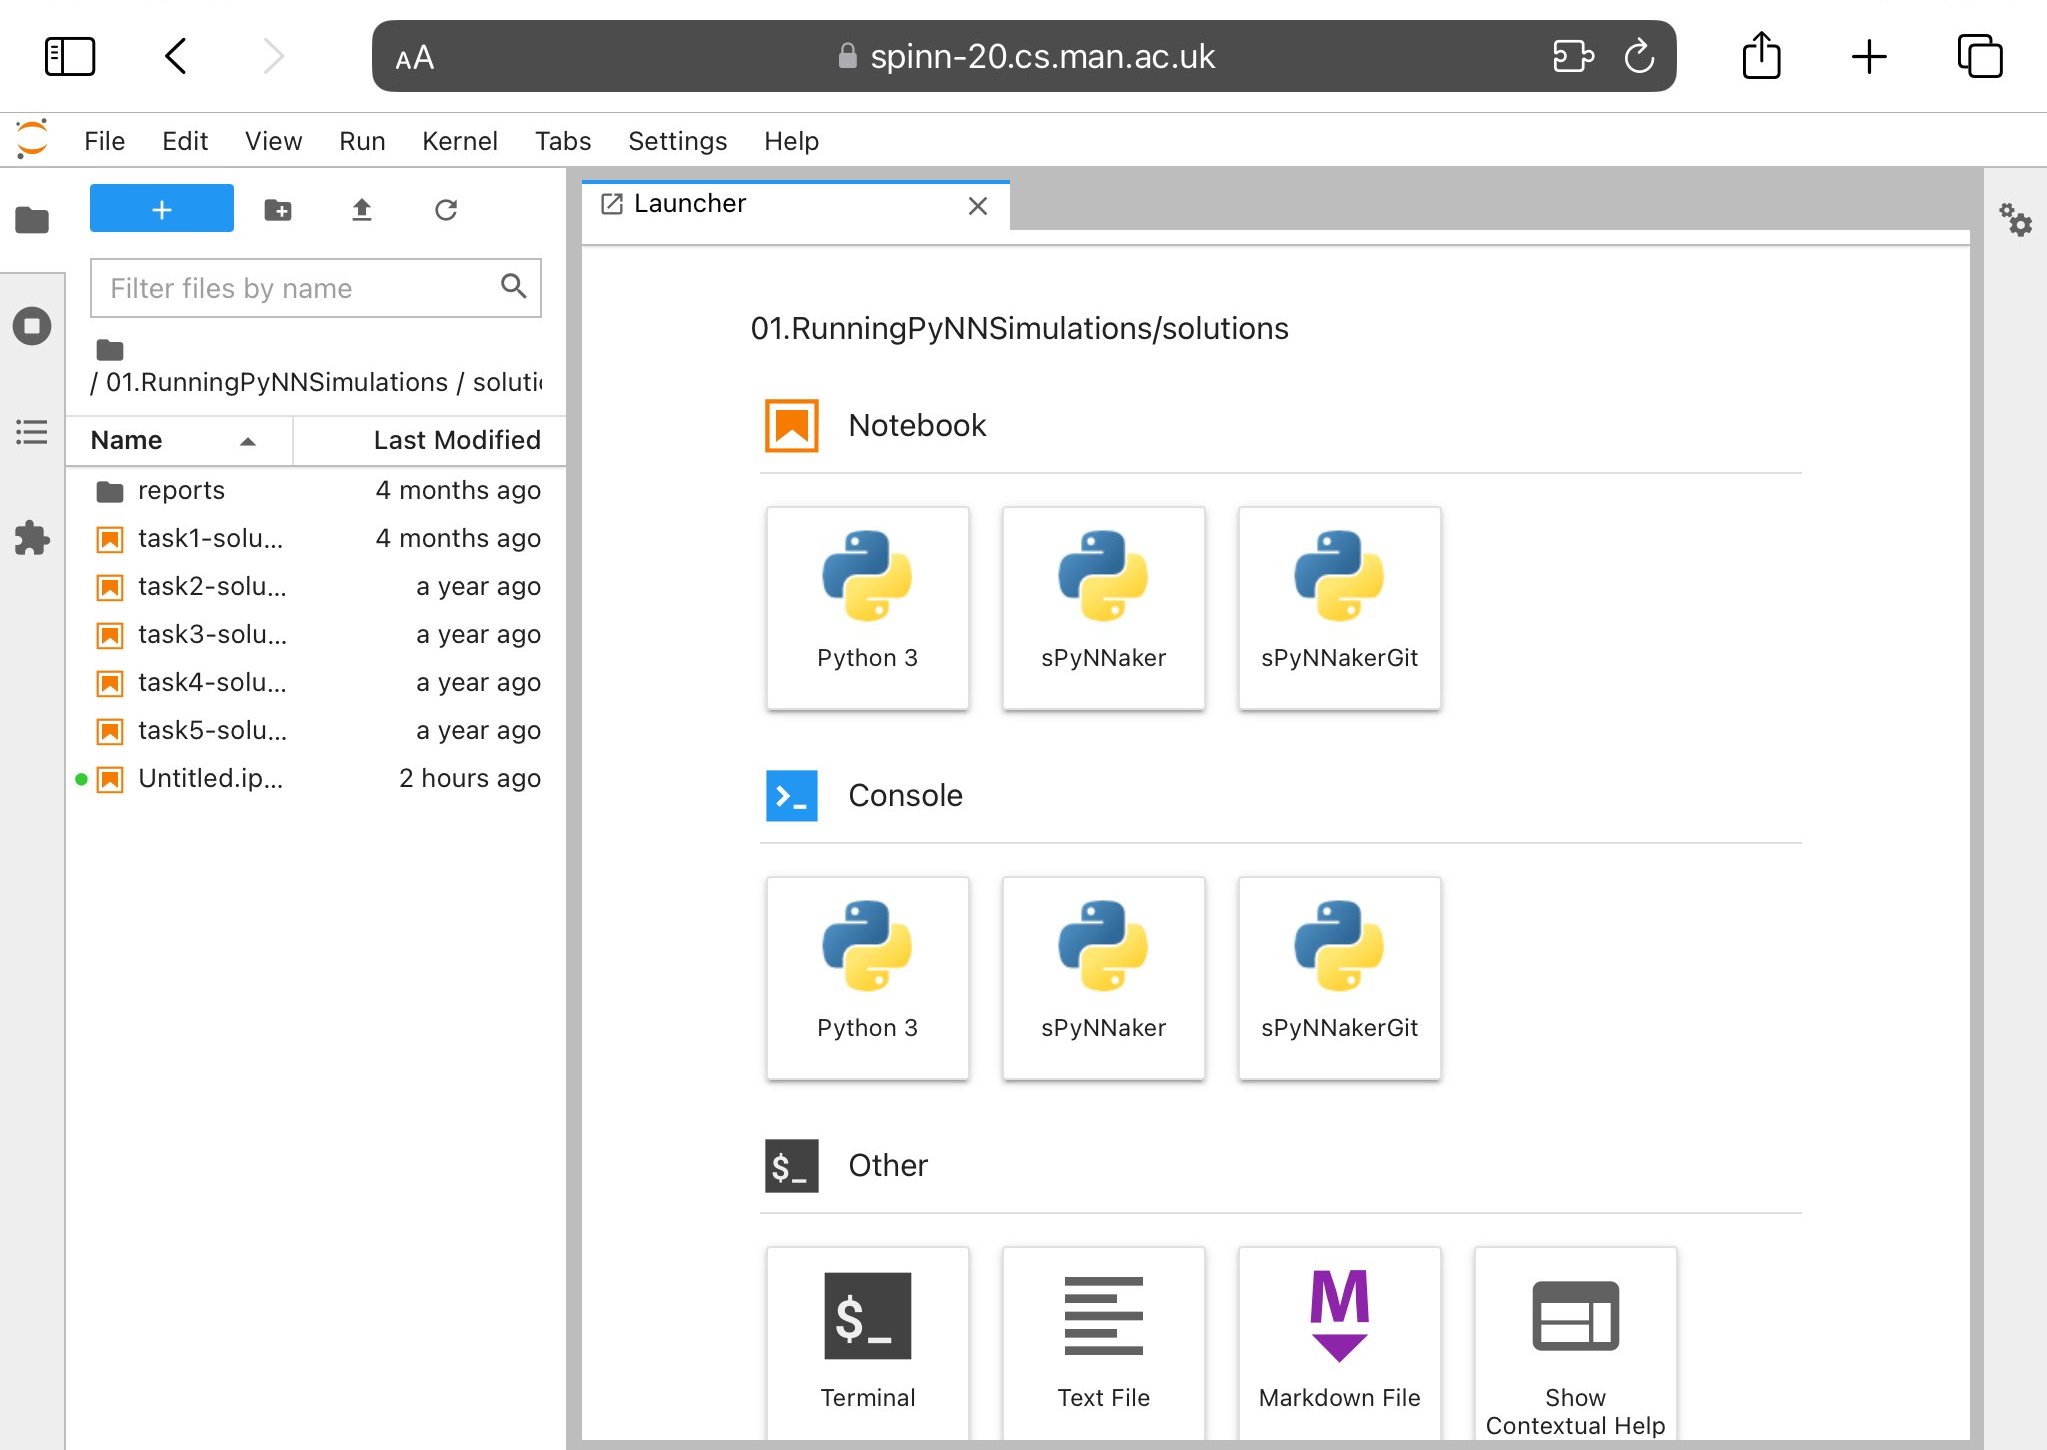 AA
spinn-20.cs.man.ac.uk
File Edit View Run Kernel Tabs Settings Help
+
Launcher
Filter files by name
/ 01.RunningPyNNSimulations / soluti
Name Last Modified
reports 4 months ago
task1-solu... 4 months ago
task2-solu... a year ago
task3-solu... a year ago
task4-solu... a year ago
task5-solu... a year ago
Untitled.ip... 2 hours ago
01.RunningPyNNSimulations/solutions
Notebook
Python 3 sPyNNaker sPyNNakerGit
>_ Console
Python 3 sPyNNaker sPyNNakerGit
$_ Other
$_ M
Terminal Text File Markdown File Show
Contextual Help